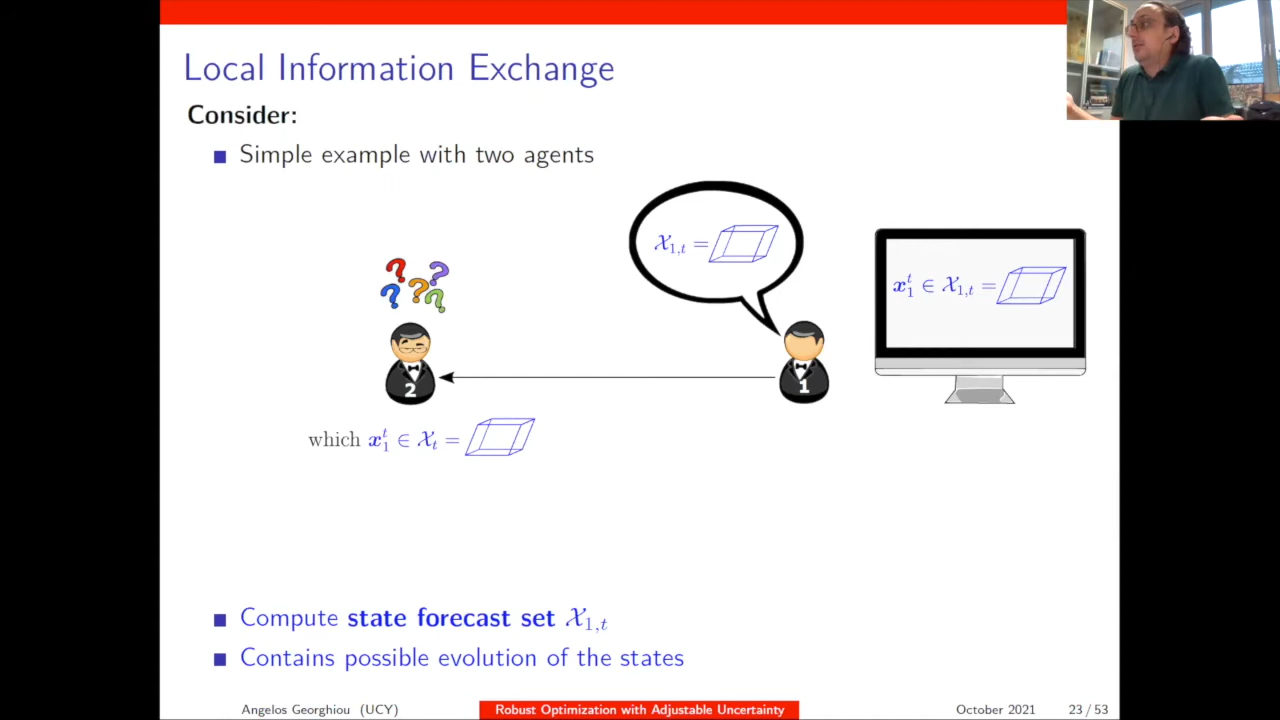 Local Information Exchange
Consider:
Simple example with two agents
𝒳₁,ₜ =
x₁ᵗ ∈ 𝒳₁,ₜ =
? ? ? ? ?
2
1
which x₁ᵗ ∈ 𝒳ₜ =
Compute state forecast set 𝒳₁,ₜ
Contains possible evolution of the states
Angelos Georghiou (UCY) Robust Optimization with Adjustable Uncertainty October 2021 23 / 53